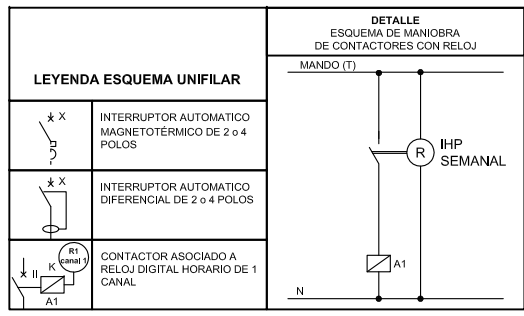 LEYENDA ESQUEMA UNIFILAR
X
INTERRUPTOR AUTOMATICO
MAGNETOTÉRMICO DE 2 o 4
POLOS
X
INTERRUPTOR AUTOMATICO
DIFERENCIAL DE 2 o 4 POLOS
R1
canal 1
K
II
A1
CONTACTOR ASOCIADO A
RELOJ DIGITAL HORARIO DE 1
CANAL
DETALLE
ESQUEMA DE MANIOBRA
DE CONTACTORES CON RELOJ
MANDO (T)
R
IHP
SEMANAL
A1
N